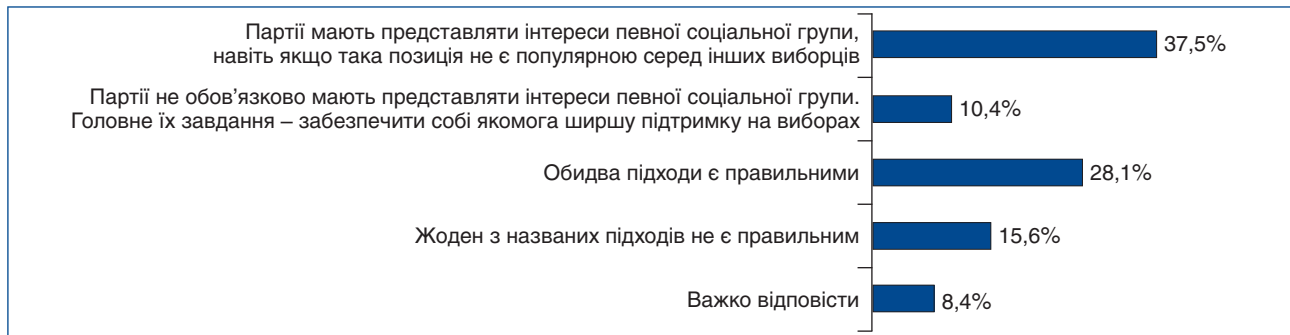 Партії мають представляти інтереси певної соціальної групи,
навіть якщо така позиція не є популярною серед інших виборців
37,5%
Партії не обов’язково мають представляти інтереси певної соціальної групи.
Головне їх завдання – забезпечити собі якомога ширшу підтримку на виборах
10,4%
Обидва підходи є правильними
28,1%
Жоден з названих підходів не є правильним
15,6%
Важко відповісти
8,4%